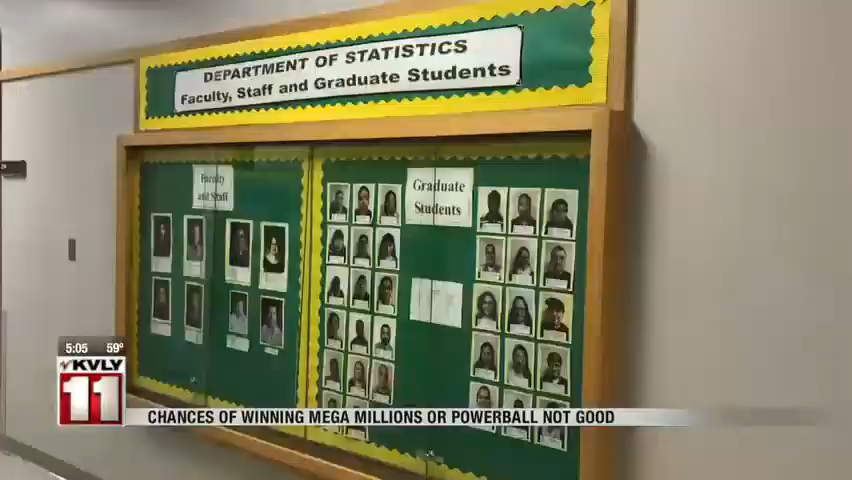 DEPARTMENT OF STATISTICS
Faculty, Staff and Graduate Students
Faculty
and Staff
Graduate
Students
5:05 59º
KVLY
11
CHANCES OF WINNING MEGA MILLIONS OR POWERBALL NOT GOOD